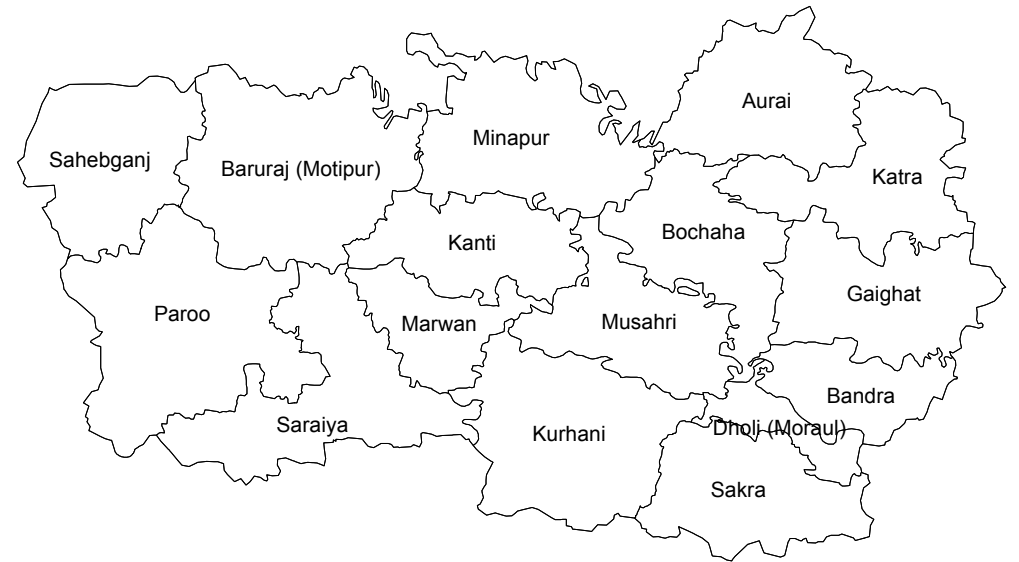 Aurai
Minapur
Sahebganj
Baruraj (Motipur)
Katra
Bochaha
Kanti
Gaighat
Paroo
Marwan
Musahri
Bandra
Saraiya
Dholi (Moraul)
Kurhani
Sakra